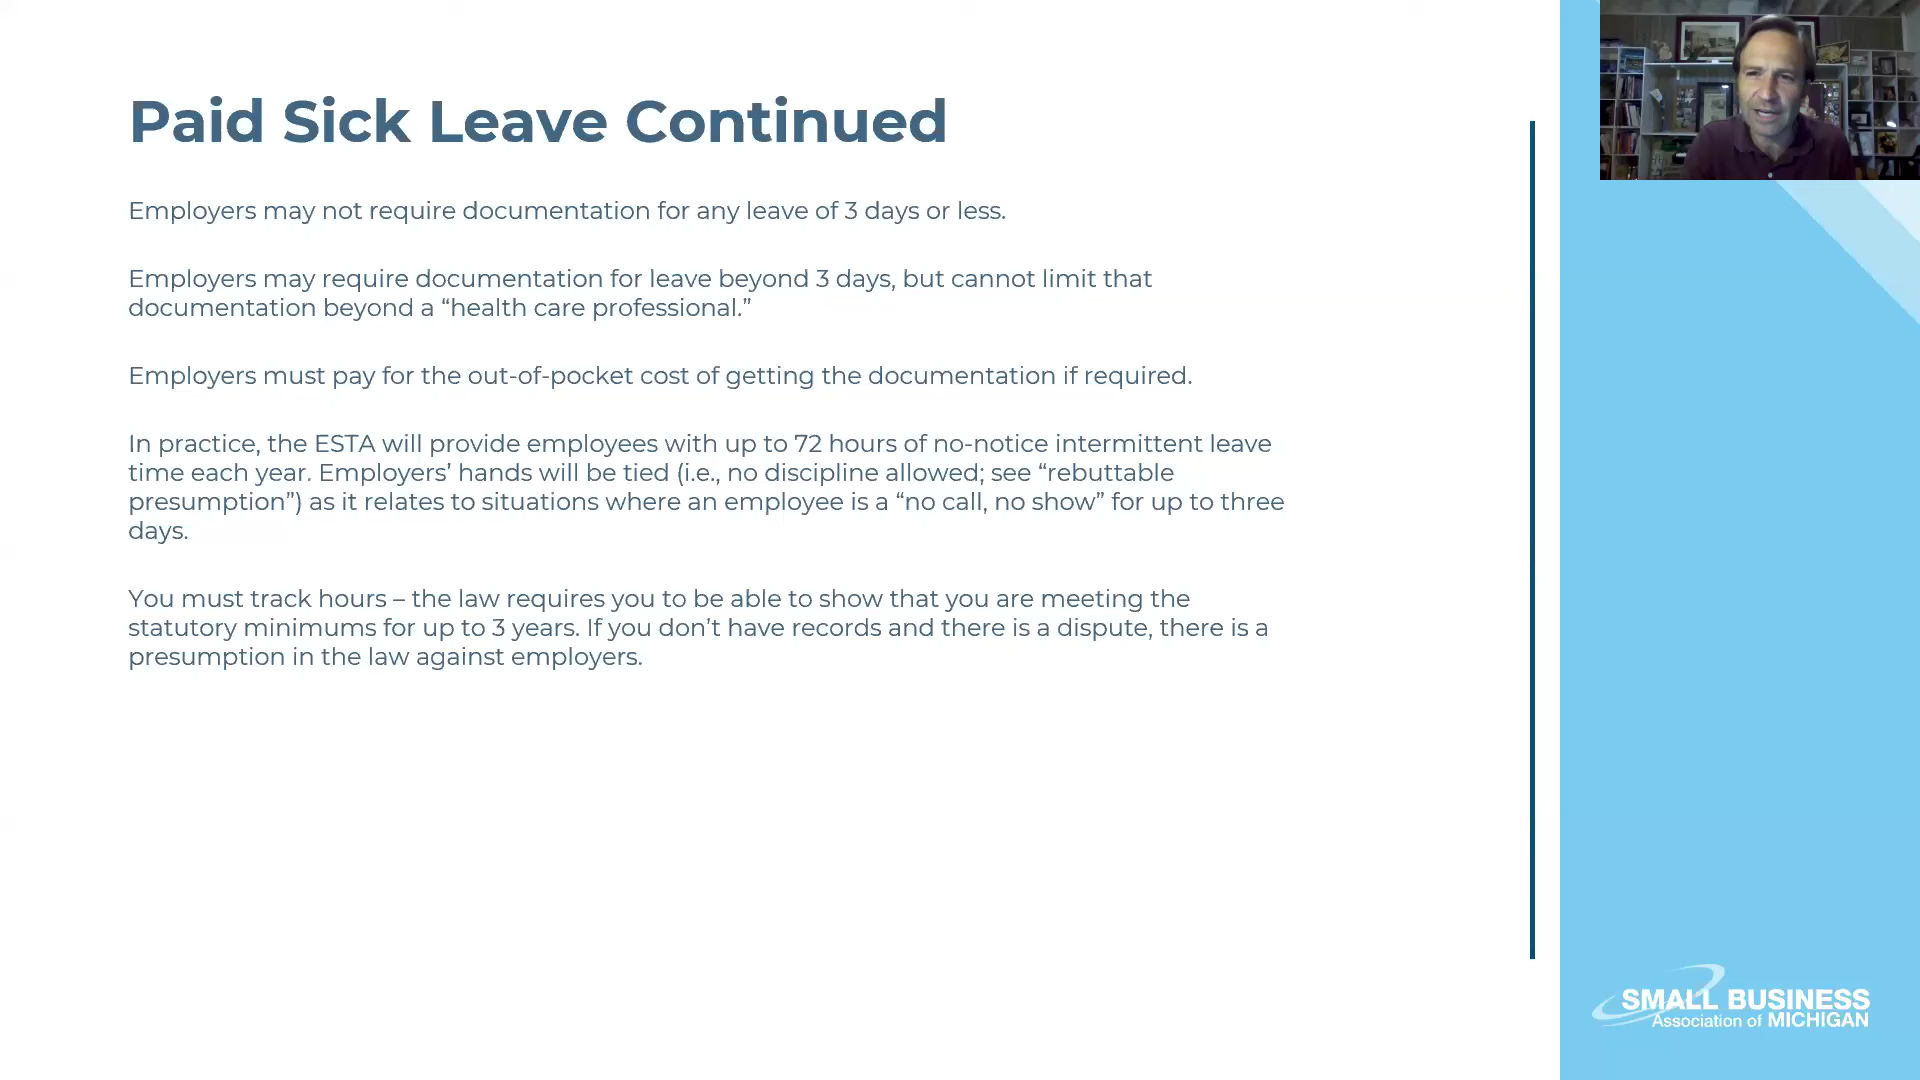 Paid Sick Leave Continued
Employers may not require documentation for any leave of 3 days or less.
Employers may require documentation for leave beyond 3 days, but cannot limit that
documentation beyond a “health care professional.”
Employers must pay for the out-of-pocket cost of getting the documentation if required.
In practice, the ESTA will provide employees with up to 72 hours of no-notice intermittent leave
time each year. Employers’ hands will be tied (i.e., no discipline allowed; see “rebuttable
presumption”) as it relates to situations where an employee is a “no call, no show” for up to three
days.
You must track hours – the law requires you to be able to show that you are meeting the
statutory minimums for up to 3 years. If you don’t have records and there is a dispute, there is a
presumption in the law against employers.
SMALL BUSINESS
Association of MICHIGAN